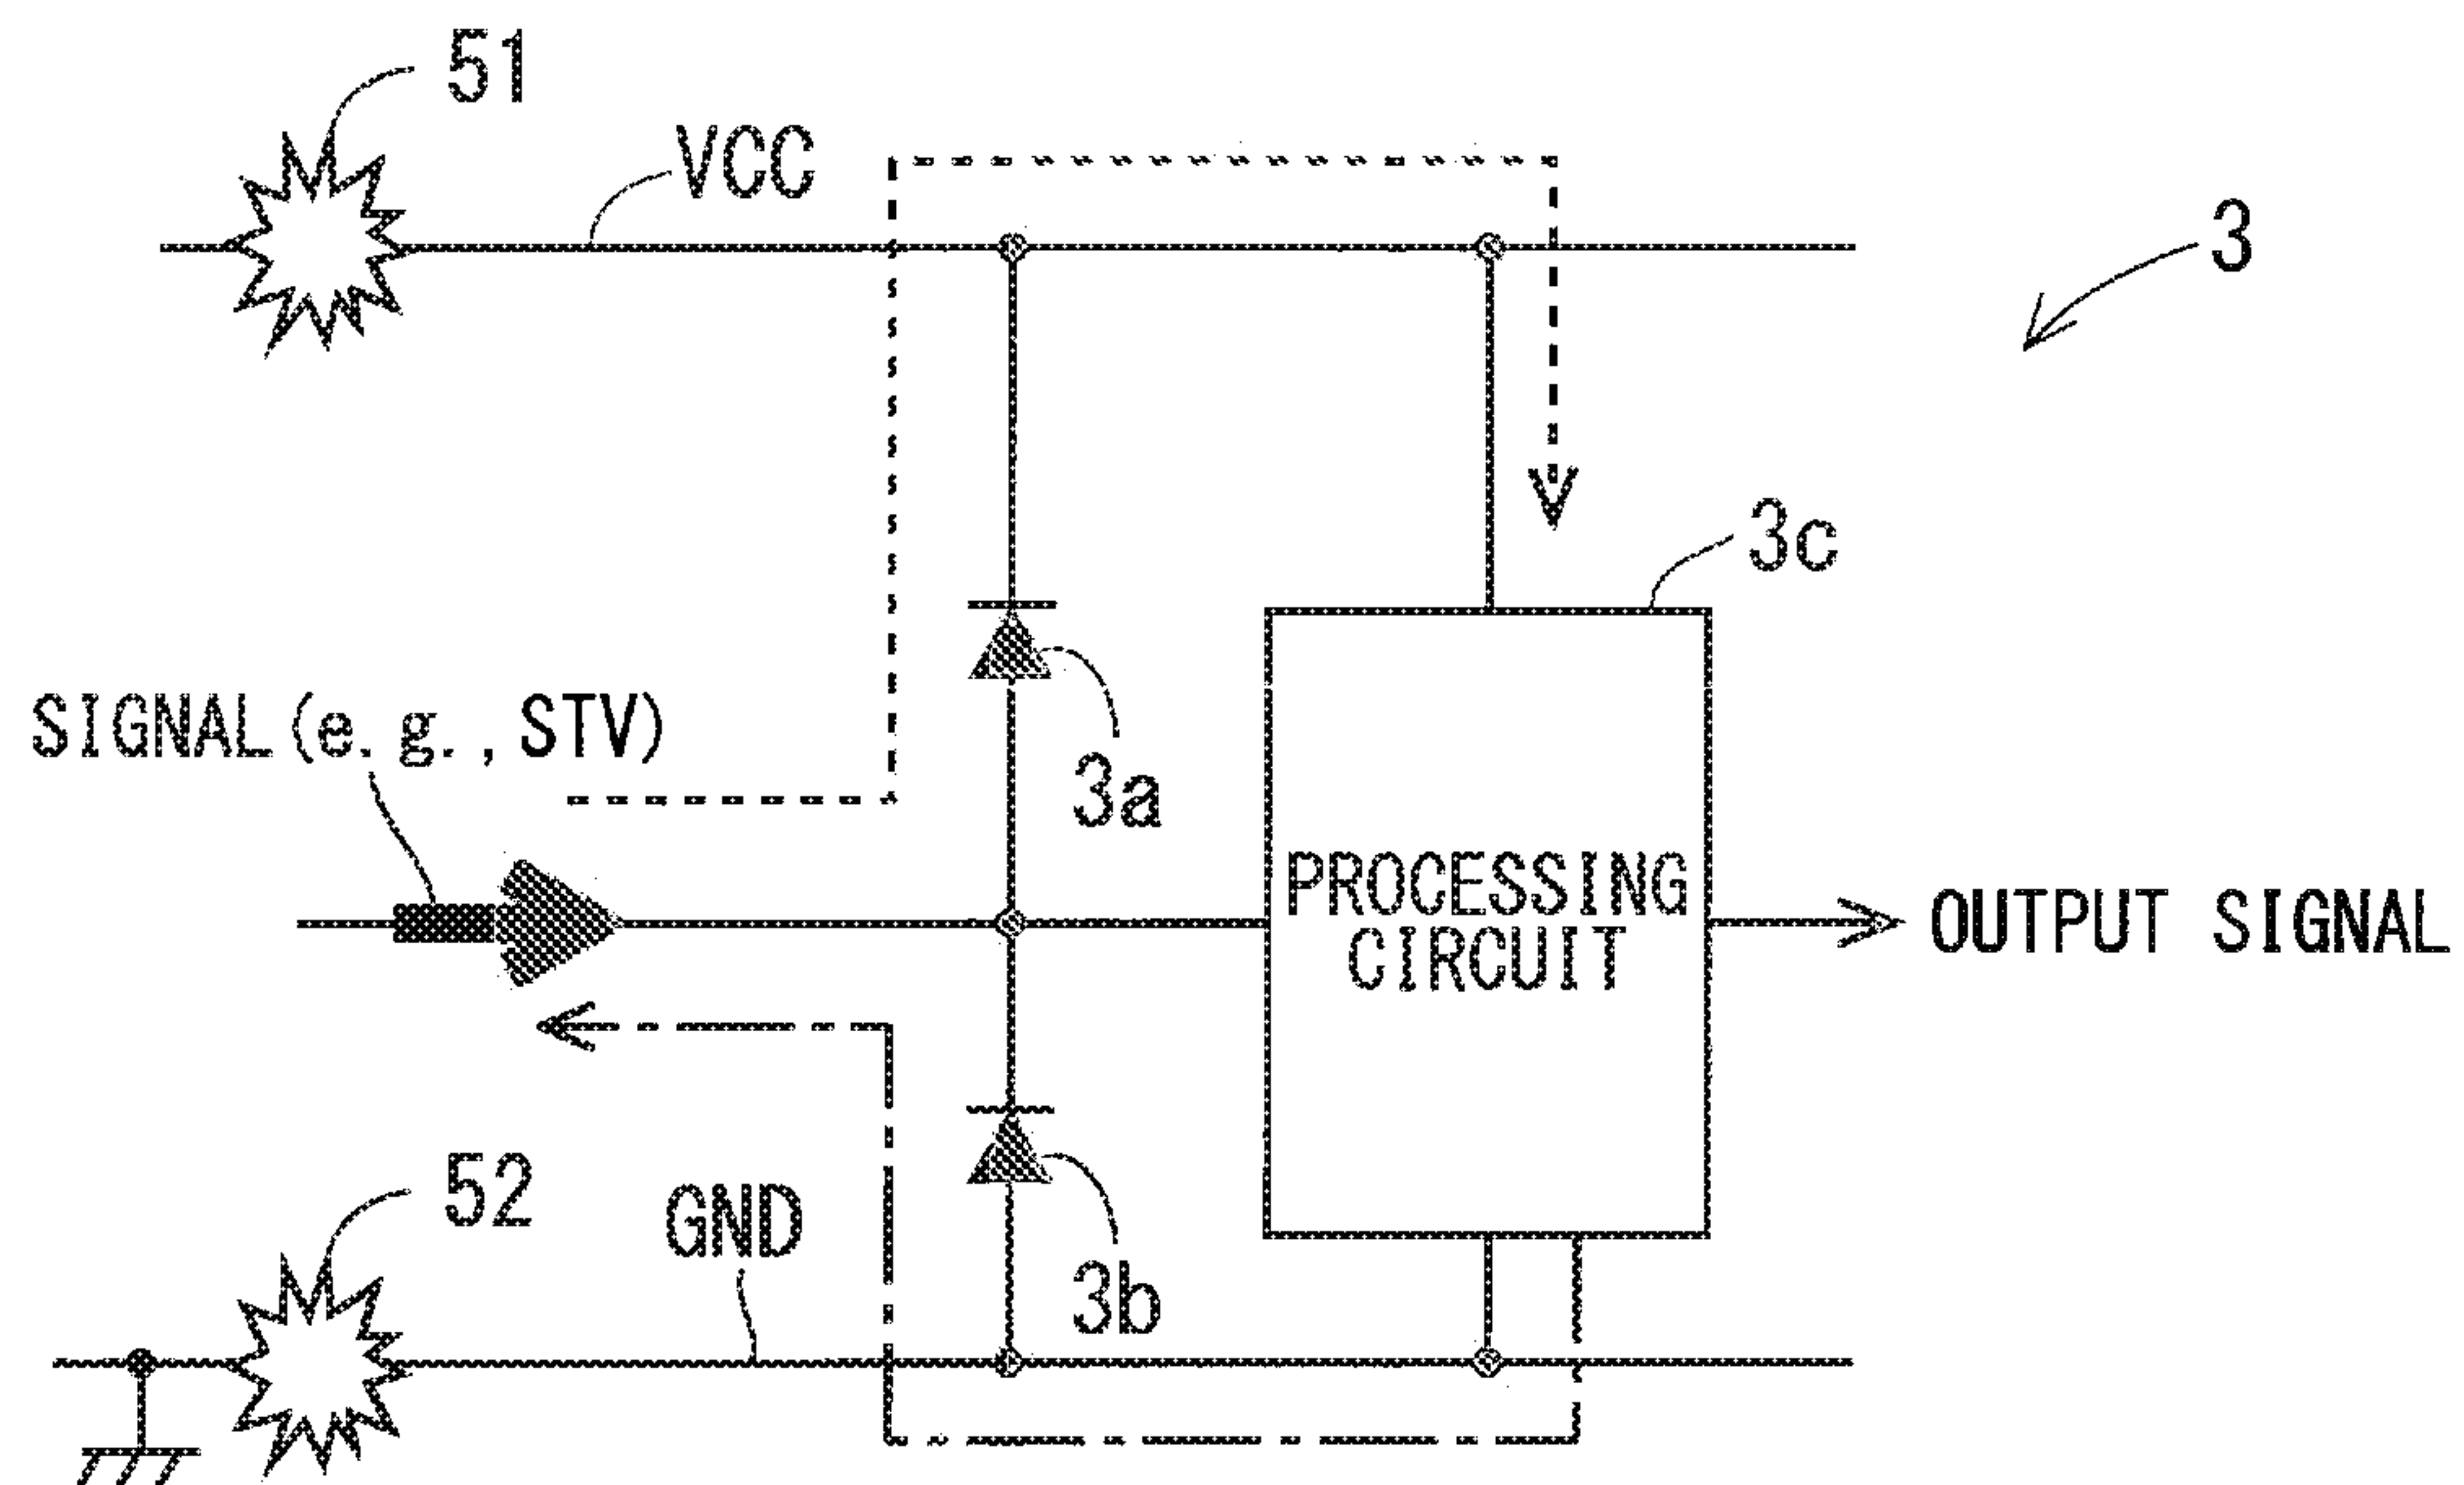 51
VCC
3
3c
SIGNAL(e.g.,STV)
3a
PROCESSING
CIRCUIT
OUTPUT SIGNAL
52
GND
3b